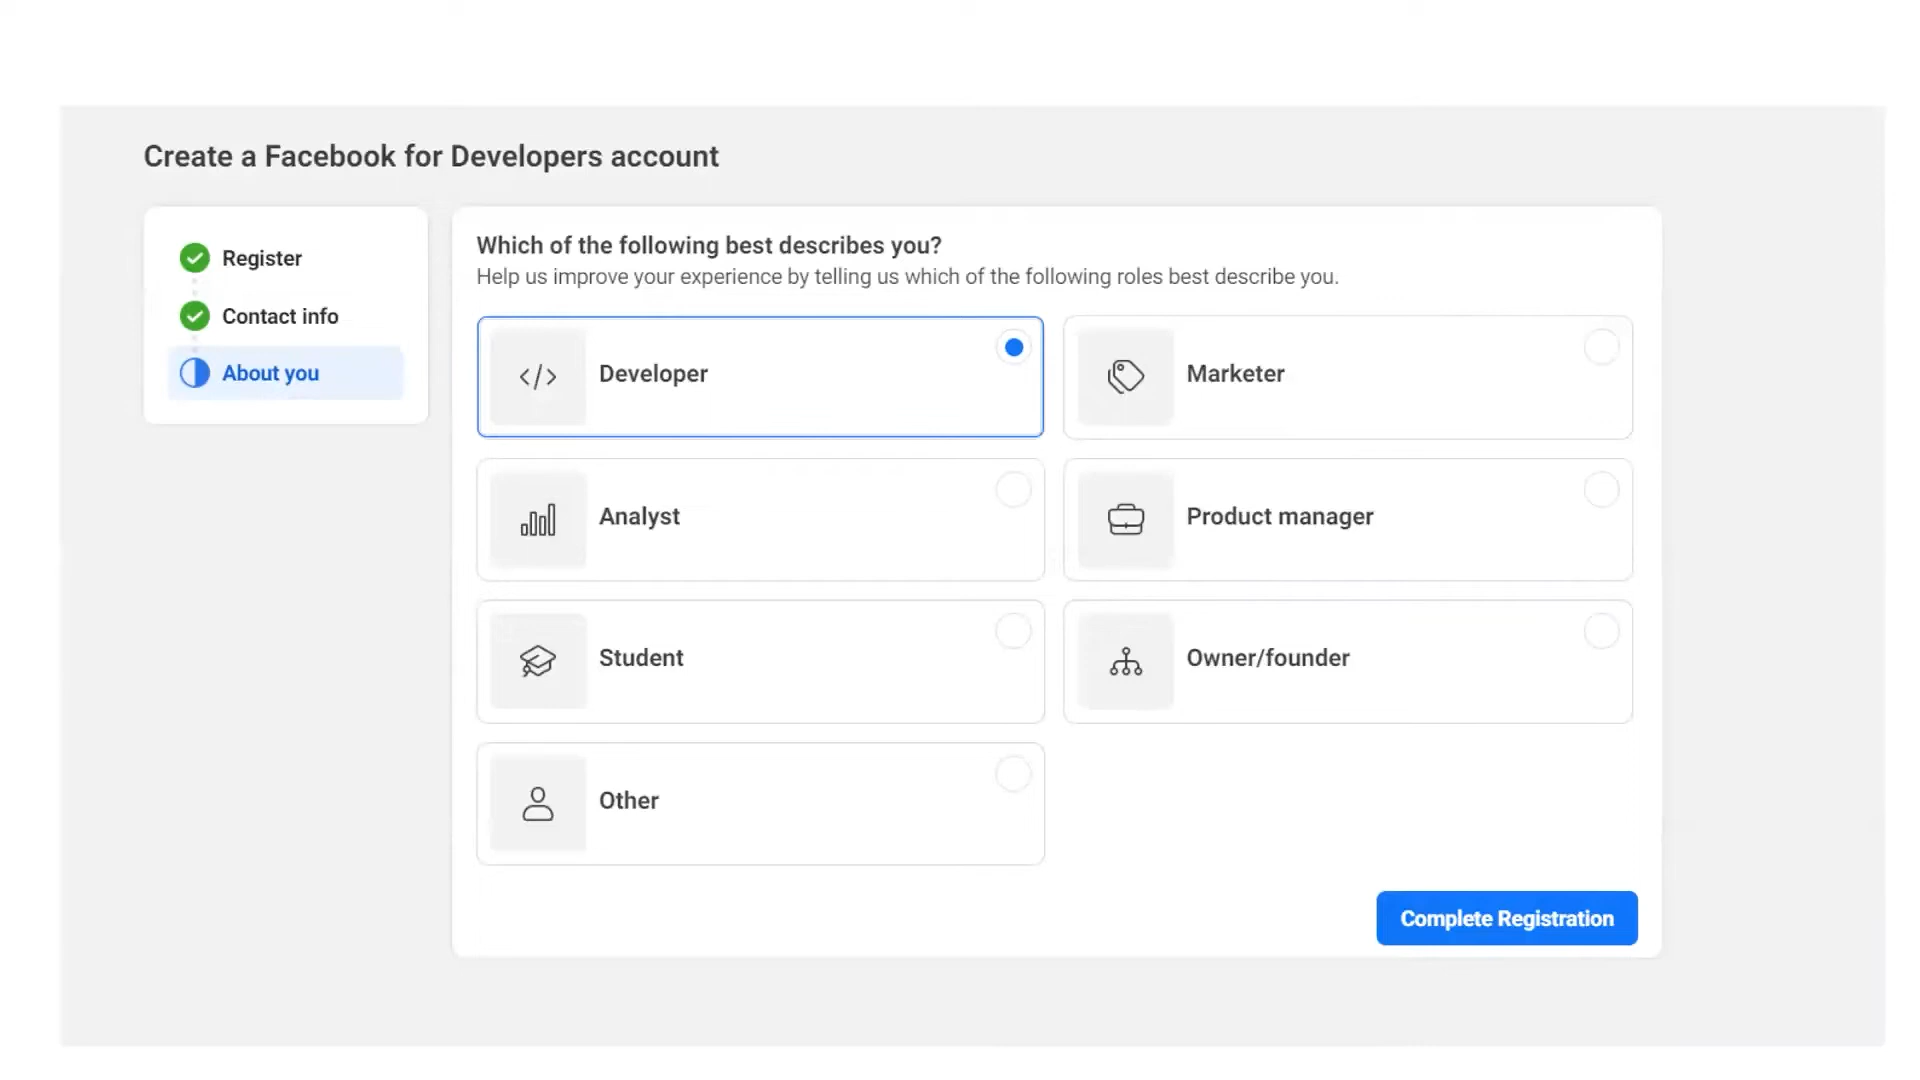 Create a Facebook for Developers account
Register
Contact info
About you
Which of the following best describes you?
Help us improve your experience by telling us which of the following roles best describe you.
Developer
Marketer
Analyst
Product manager
Student
Owner/founder
Other
Complete Registration